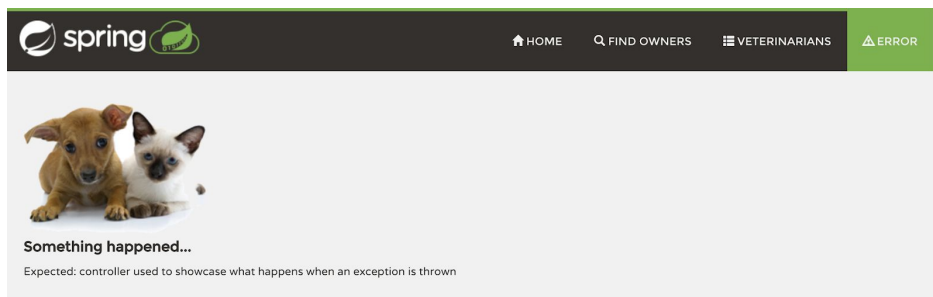 spring
HOME
FIND OWNERS
VETERINARIANS
ERROR
Something happened...
Expected: controller used to showcase what happens when an exception is thrown